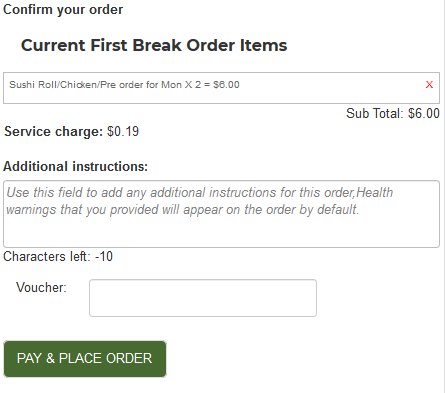 Confirm your order
Current First Break Order Items
Sushi Roll/Chicken/Pre order for Mon X 2 = $6.00 X
Sub Total: $6.00
Service charge: $0.19
Additional instructions:
Use this field to add any additional instructions for this order,Health
warnings that you provided will appear on the order by default.
Characters left: -10
Voucher:
PAY & PLACE ORDER